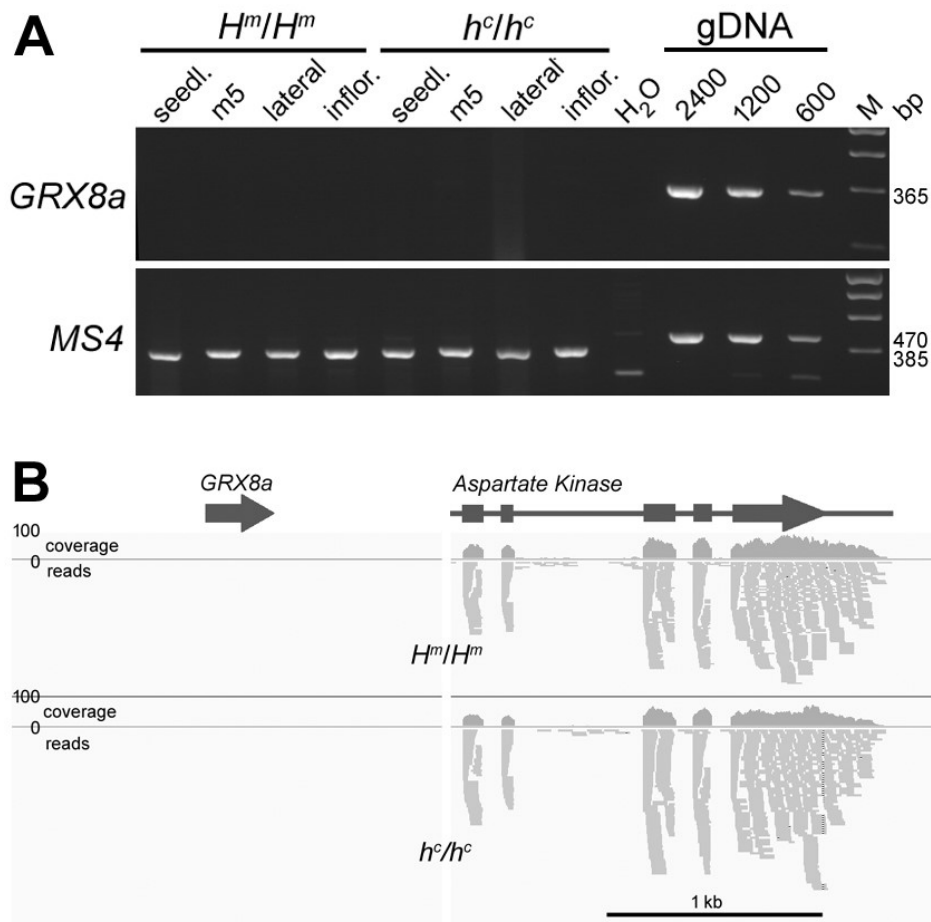 A
Hᵐ/Hᵐ hᶜ/hᶜ gDNA
seedl. m5 lateral inflor. seedl. m5 lateral inflor. H₂O 2400 1200 600 M bp
GRX8a 365
MS4 470
385
B
GRX8a Aspartate Kinase
100
coverage
0
reads
Hᵐ/Hᵐ
100
coverage
0
reads
hᶜ/hᶜ
1 kb